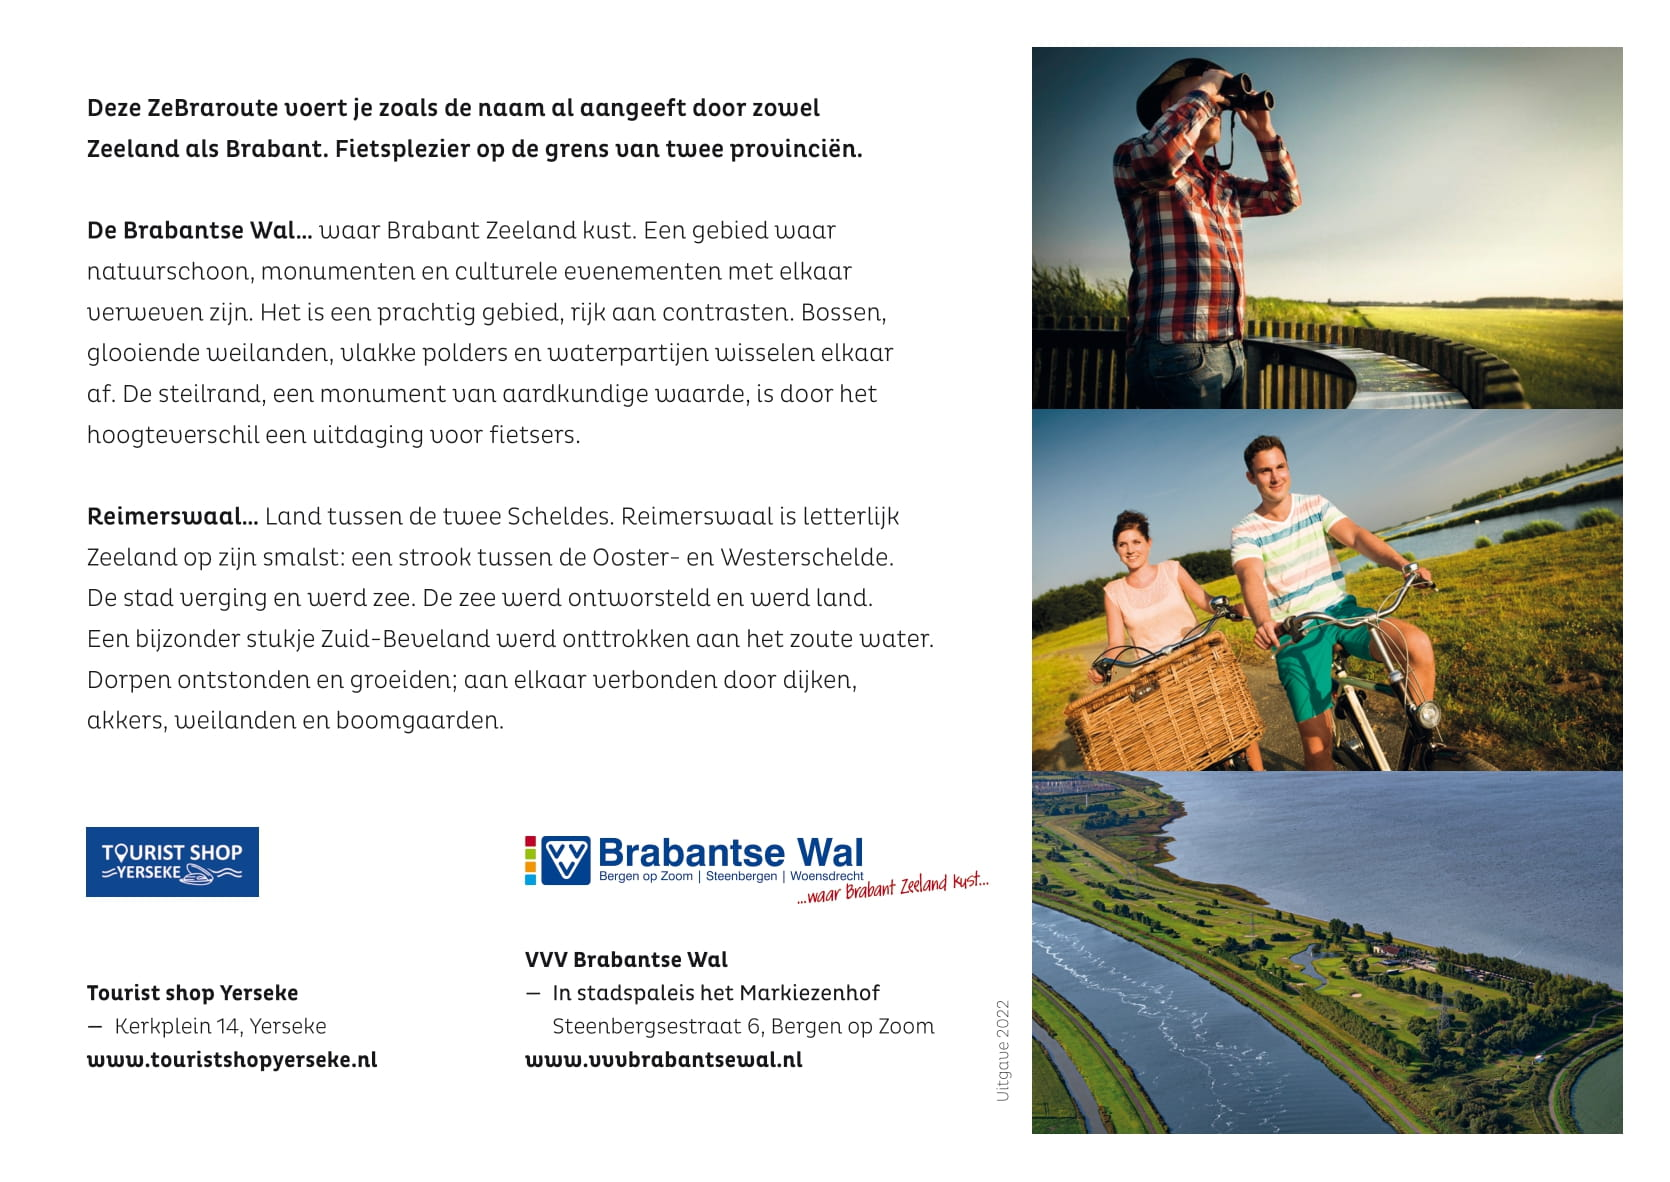 Deze ZeBraroute voert je zoals de naam al aangeeft door zowel
Zeeland als Brabant. Fietsplezier op de grens van twee provinciën.
De Brabantse Wal... waar Brabant Zeeland kust. Een gebied waar
natuurschoon, monumenten en culturele evenementen met elkaar
verweven zijn. Het is een prachtig gebied, rijk aan contrasten. Bossen,
glooiende weilanden, vlakke polders en waterpartijen wisselen elkaar
af. De steilrand, een monument van aardkundige waarde, is door het
hoogteverschil een uitdaging voor fietsers.
Reimerswaal... Land tussen de twee Scheldes. Reimerswaal is letterlijk
Zeeland op zijn smalst: een strook tussen de Ooster- en Westerschelde.
De stad verging en werd zee. De zee werd ontworsteld en werd land.
Een bijzonder stukje Zuid-Beveland werd onttrokken aan het zoute water.
Dorpen ontstonden en groeiden; aan elkaar verbonden door dijken,
akkers, weilanden en boomgaarden.
TOURIST SHOP
YERSEKE
VVV Brabantse Wal
Bergen op Zoom | Steenbergen | Woensdrecht
...waar Brabant Zeeland kust...
Tourist shop Yerseke
– Kerkplein 14, Yerseke
www.touristshopyerseke.nl
VVV Brabantse Wal
– In stadspaleis het Markiezenhof
Steenbergsestraat 6, Bergen op Zoom
www.vvvbrabantsewal.nl
Uitgave 2022